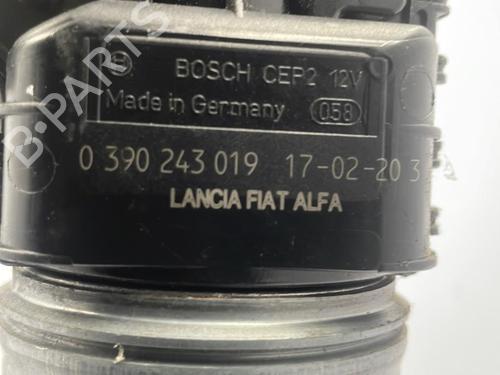 BOSCH CEP2 12V
Made in Germany 058
0 390 243 019 17-02-20 3
LANCIA FIAT ALFA
B-PARTS